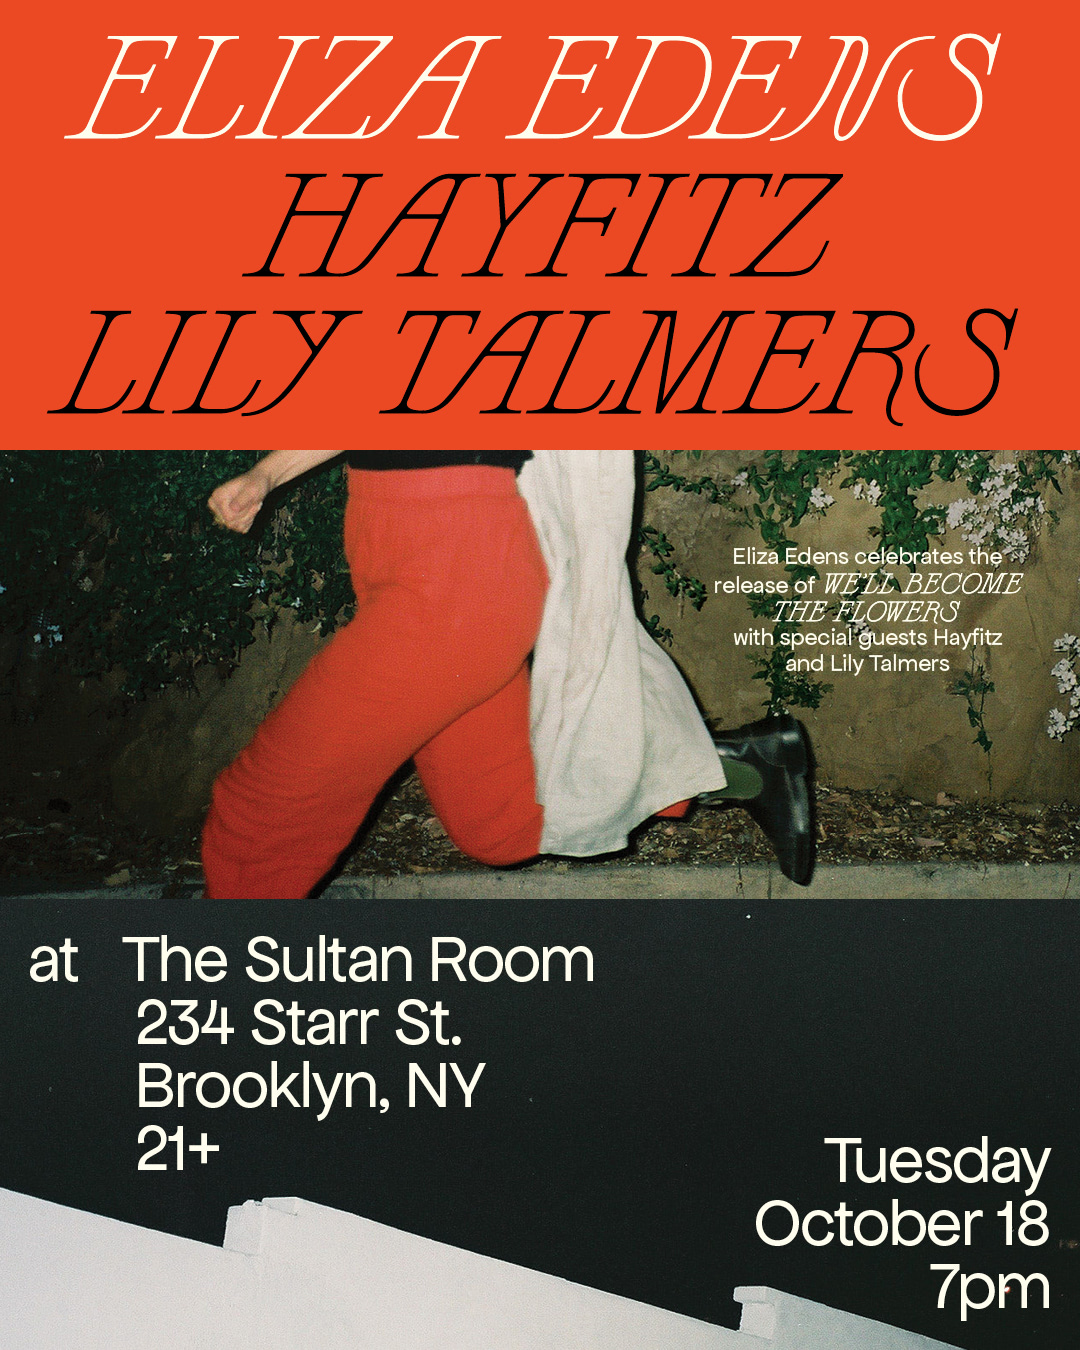 ELIZA EDENS
HAYFITZ
LILY TALMERS
Eliza Edens celebrates the
release of WE'LL BECOME
THE FLOWERS
with special guests Hayfitz
and Lily Talmers
at The Sultan Room
234 Starr St.
Brooklyn, NY
21+
Tuesday
October 18
7pm